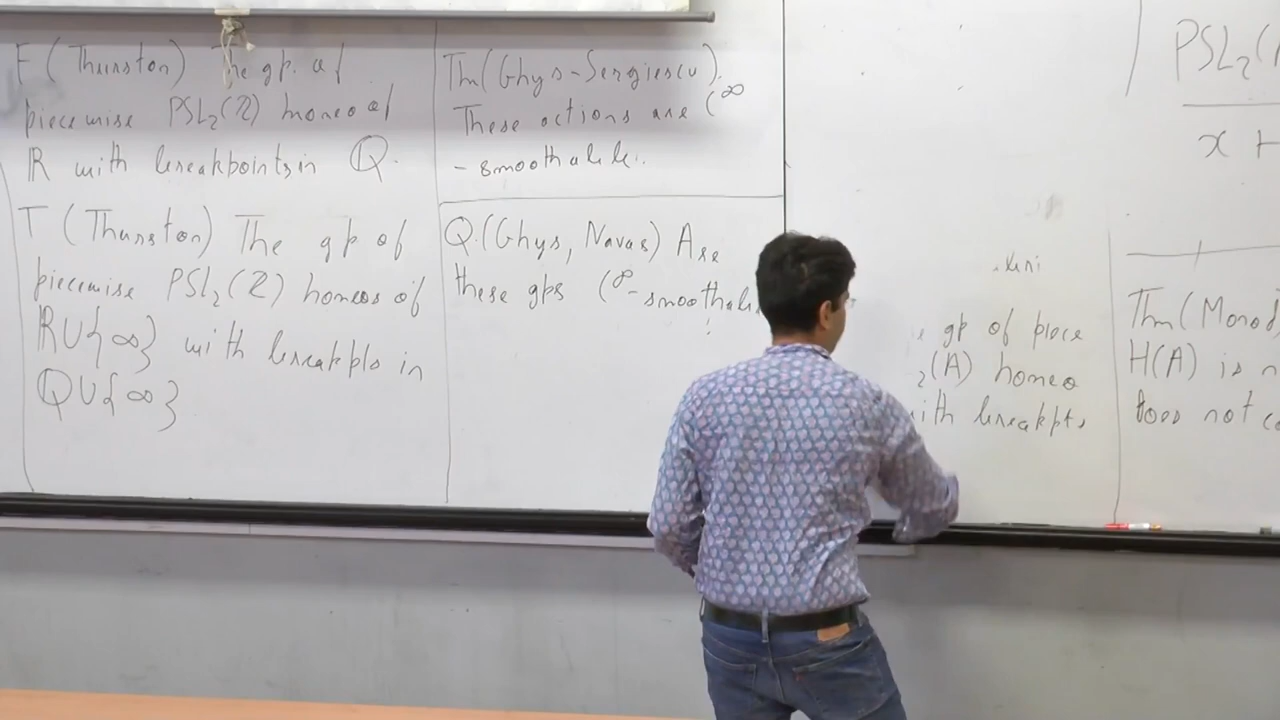 F (Thurston) The gp. of
piecewise PSL₂(ℤ) homeo of
ℝ with breakpoints in ℚ.
T (Thurston) The gp of
piecewise PSL₂(ℤ) homeos of
ℝ∪{∞} with breakpts in
ℚ∪{∞}
Thm (Ghys-Sergiescu).
These actions are C^∞
-smoothable.
Q. (Ghys, Navas) Are
these gps C^∞-smoothable
gp of piece
₂(A) homeo
with breakpts
PSL₂(
x +
Thm (Monod,
H(A) is n
does not co